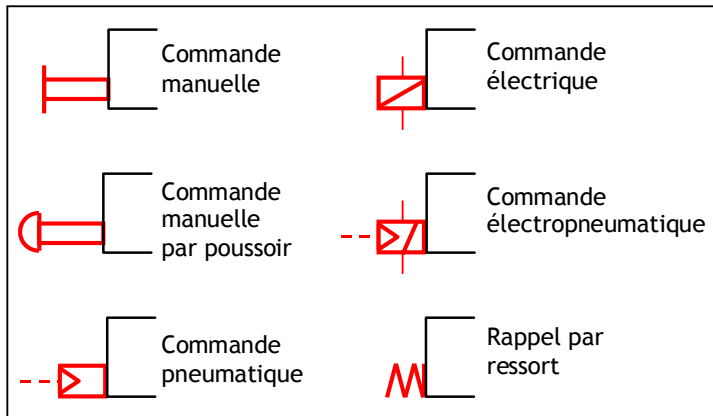 Commande
manuelle
Commande
électrique
Commande
manuelle
par poussoir
Commande
électropneumatique
Commande
pneumatique
Rappel par
ressort